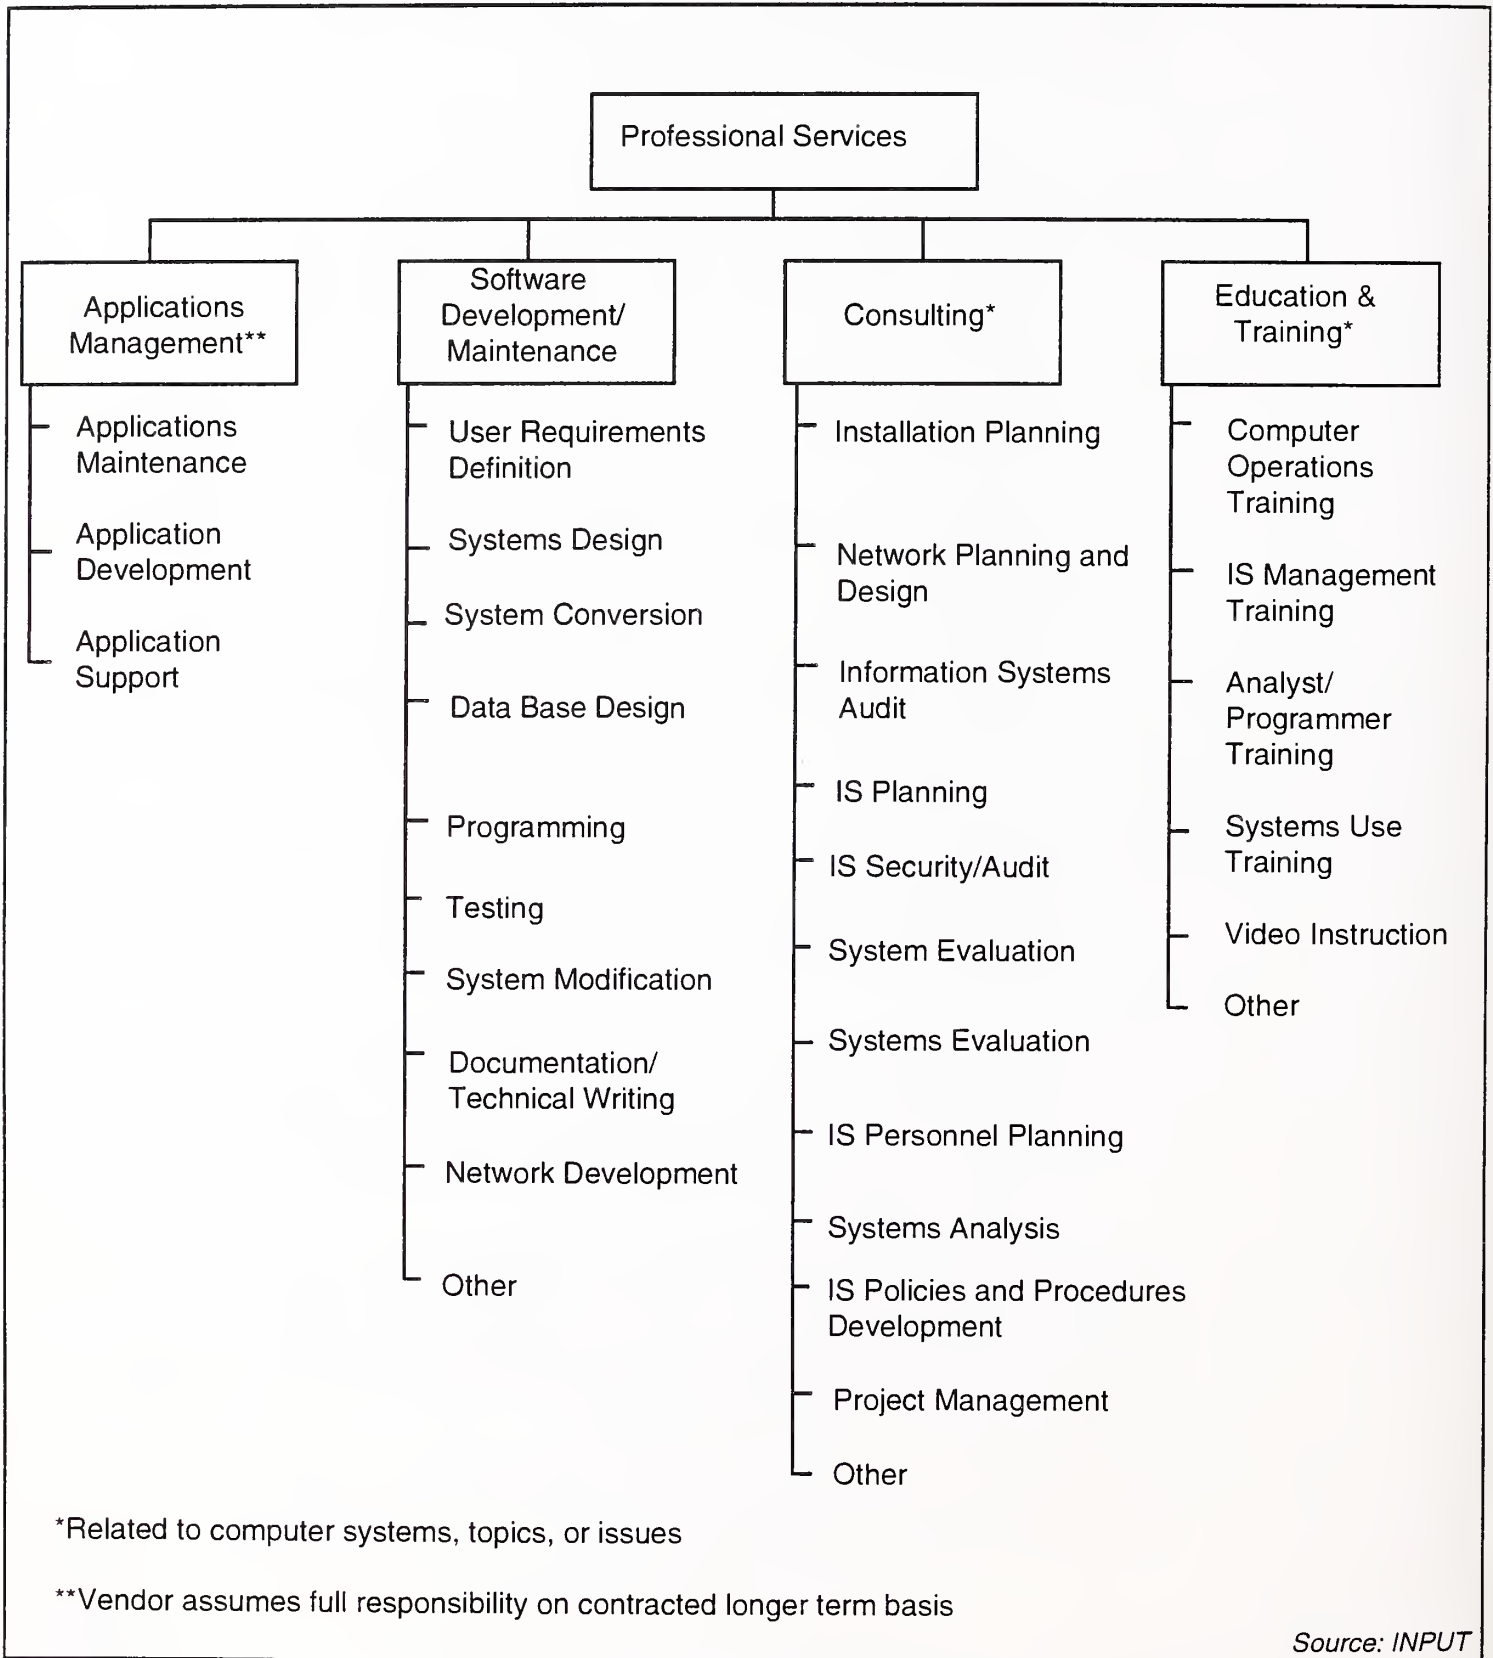 Professional Services
Applications
Management**
Applications
Maintenance
Application
Development
Application
Support
Software
Development/
Maintenance
User Requirements
Definition
Systems Design
System Conversion
Data Base Design
Programming
Testing
System Modification
Documentation/
Technical Writing
Network Development
Other
Consulting*
Installation Planning
Network Planning and
Design
Information Systems
Audit
IS Planning
IS Security/Audit
System Evaluation
Systems Evaluation
IS Personnel Planning
Systems Analysis
IS Policies and Procedures
Development
Project Management
Other
Education &
Training*
Computer
Operations
Training
IS Management
Training
Analyst/
Programmer
Training
Systems Use
Training
Video Instruction
Other
*Related to computer systems, topics, or issues
**Vendor assumes full responsibility on contracted longer term basis
Source: INPUT